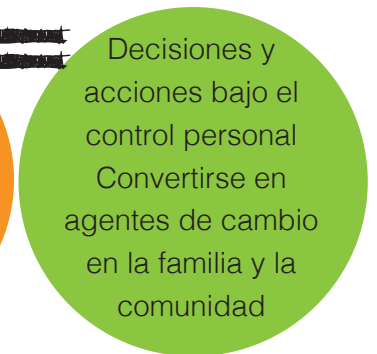 Decisiones y
acciones bajo el
control personal
Convertirse en
agentes de cambio
en la familia y la
comunidad